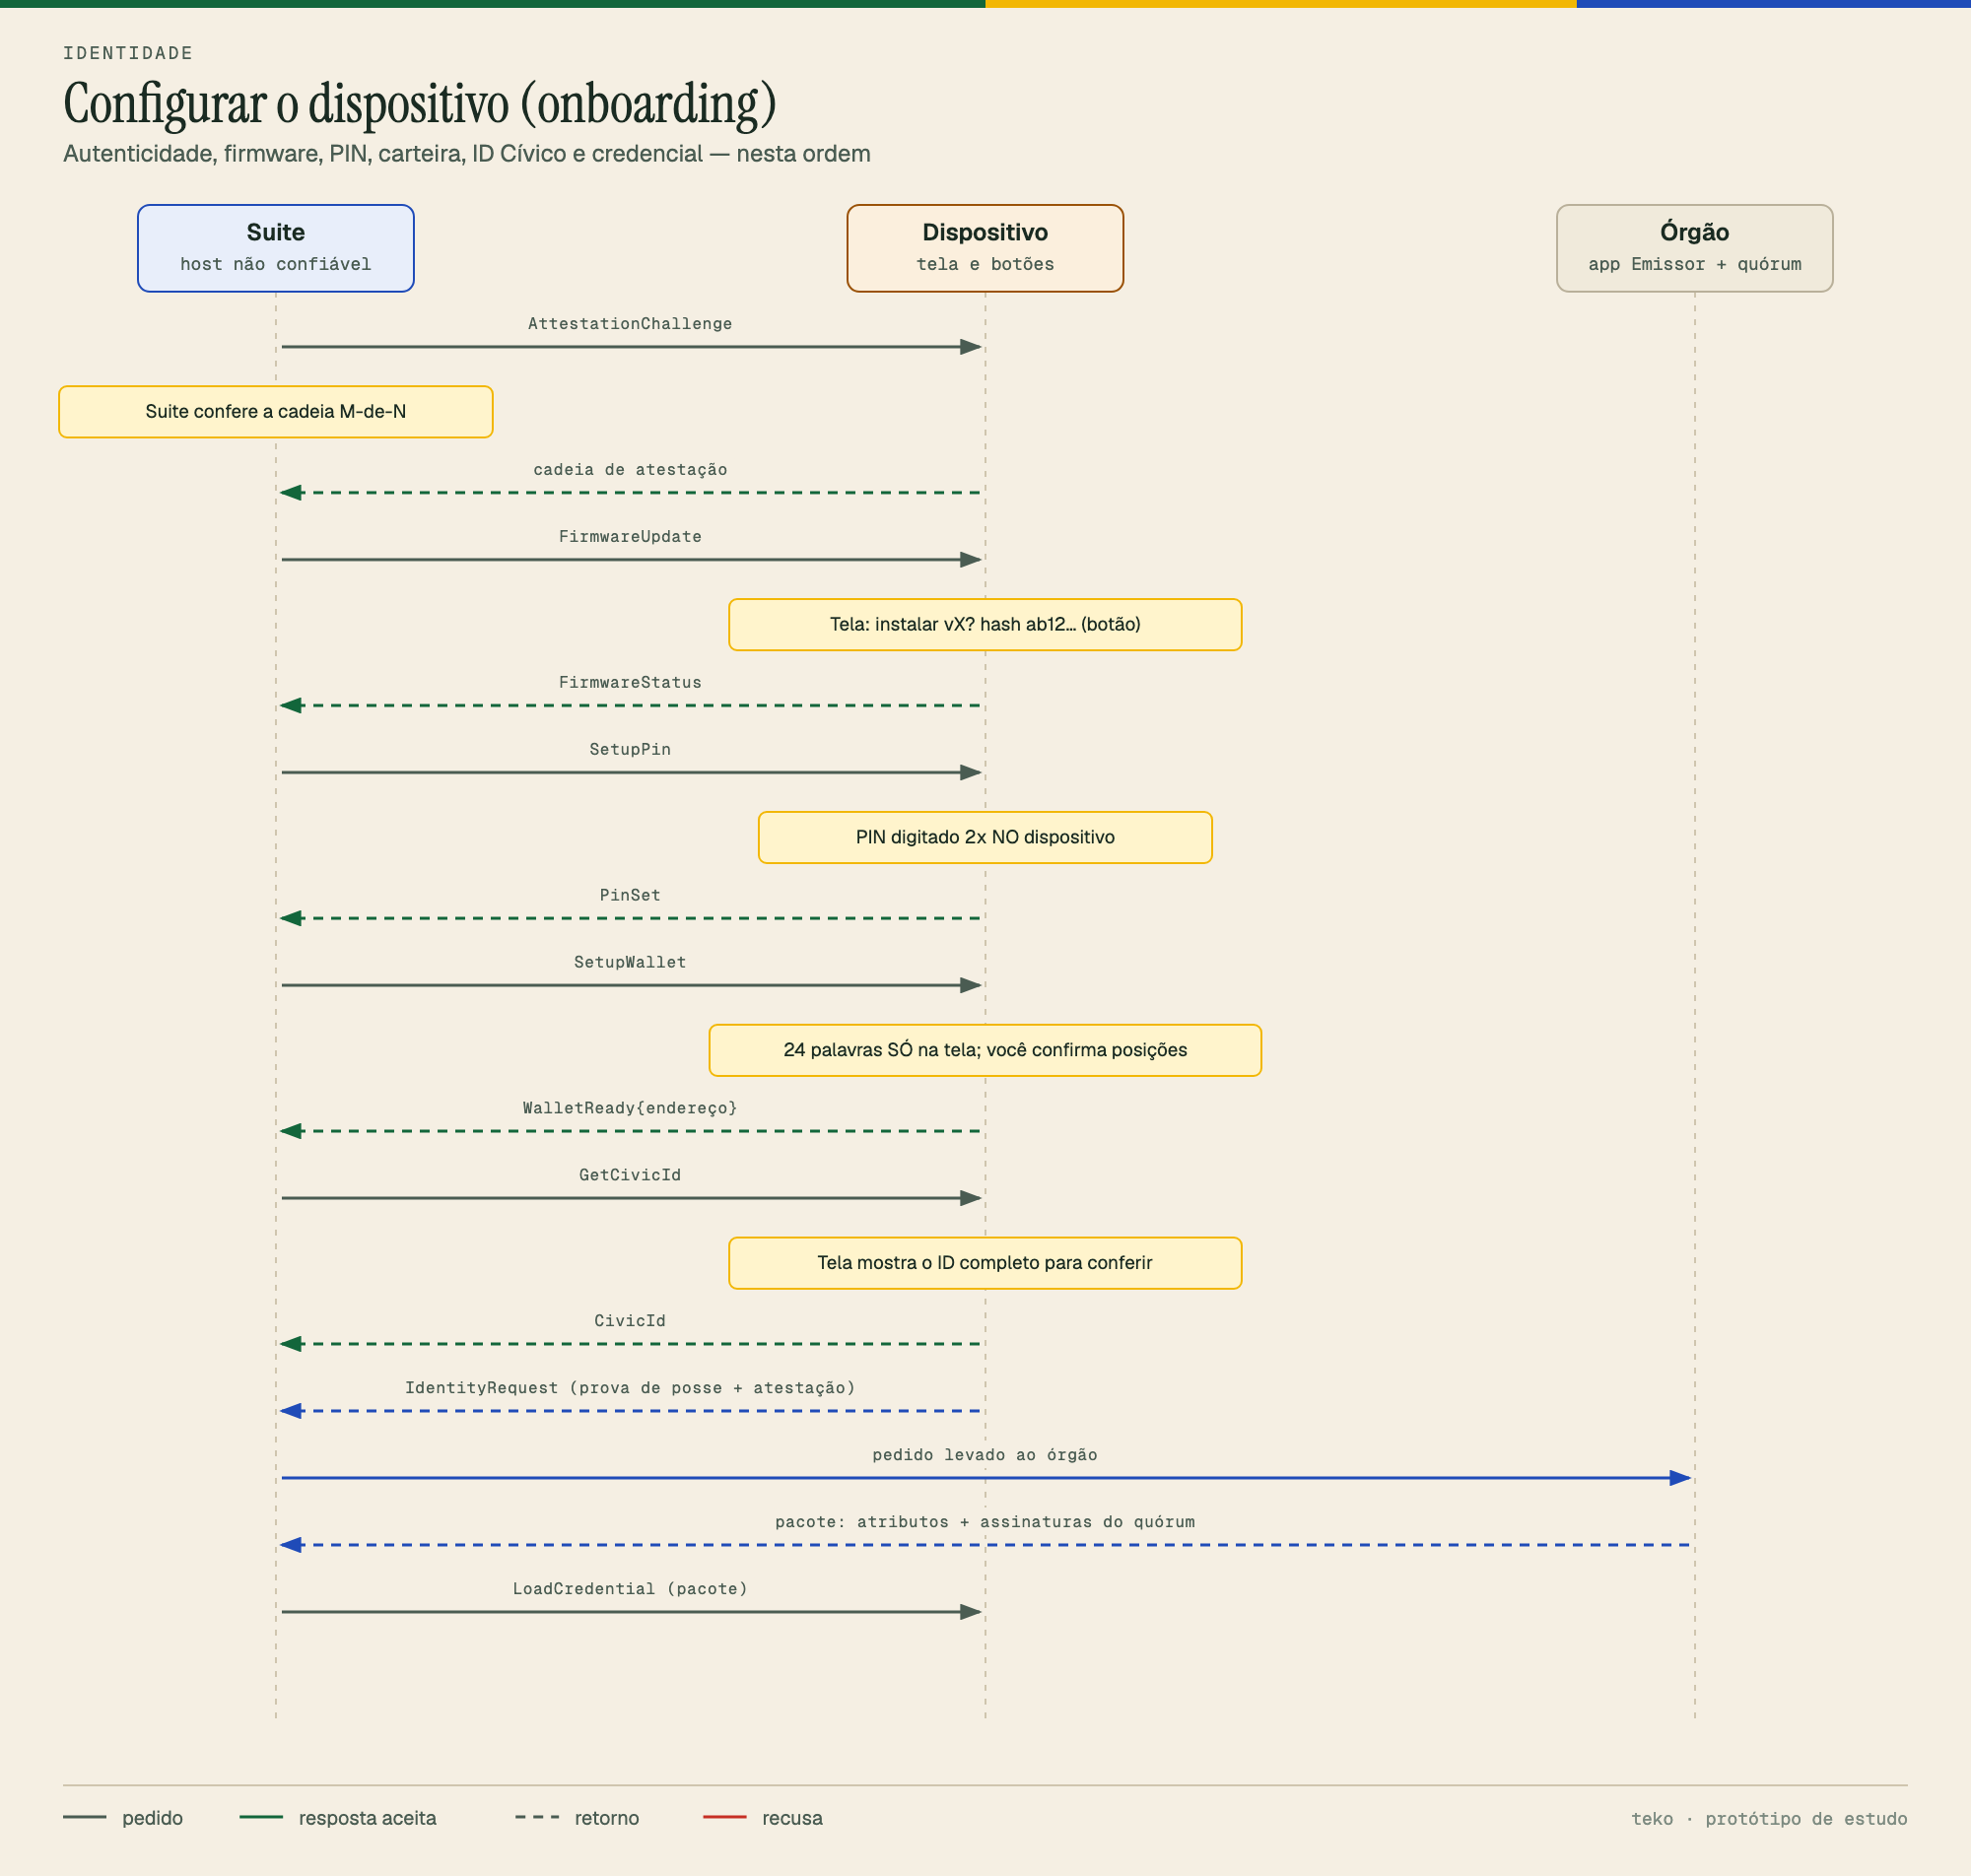 IDENTIDADE
Configurar o dispositivo (onboarding)
Autenticidade, firmware, PIN, carteira, ID Cívico e credencial — nesta ordem
Suite
host não confiável
Dispositivo
tela e botões
Órgão
app Emissor + quórum
AttestationChallenge
Suite confere a cadeia M-de-N
cadeia de atestação
FirmwareUpdate
Tela: instalar vX? hash ab12… (botão)
FirmwareStatus
SetupPin
PIN digitado 2x NO dispositivo
PinSet
SetupWallet
24 palavras SÓ na tela; você confirma posições
WalletReady{endereço}
GetCivicId
Tela mostra o ID completo para conferir
CivicId
IdentityRequest (prova de posse + atestação)
pedido levado ao órgão
pacote: atributos + assinaturas do quórum
LoadCredential (pacote)
pedido
resposta aceita
retorno
recusa
teko · protótipo de estudo